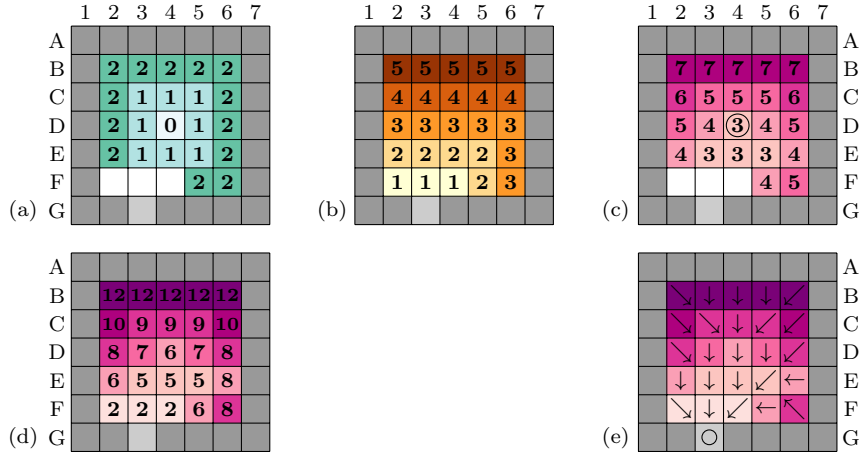 1 2 3 4 5 6 7 1 2 3 4 5 6 7 1 2 3 4 5 6 7
A A
B 2 2 2 2 2 5 5 5 5 5 7 7 7 7 7 B
C 2 1 1 1 2 4 4 4 4 4 6 5 5 5 6 C
D 2 1 0 1 2 3 3 3 3 3 5 4 3 4 5 D
E 2 1 1 1 2 2 2 2 2 3 4 3 3 3 4 E
F 2 2 1 1 1 2 3 4 5 F
(a) G (b) (c) G
A A
B 12 12 12 12 12 ↘ ↓ ↓ ↓ ↙ B
C 10 9 9 9 10 ↘ ↘ ↓ ↙ ↙ C
D 8 7 6 7 8 ↘ ↓ ↓ ↓ ↙ D
E 6 5 5 5 8 ↓ ↓ ↓ ↙ ← E
F 2 2 2 6 8 ↘ ↓ ↙ ← ↖ F
(d) G (e) ○ G